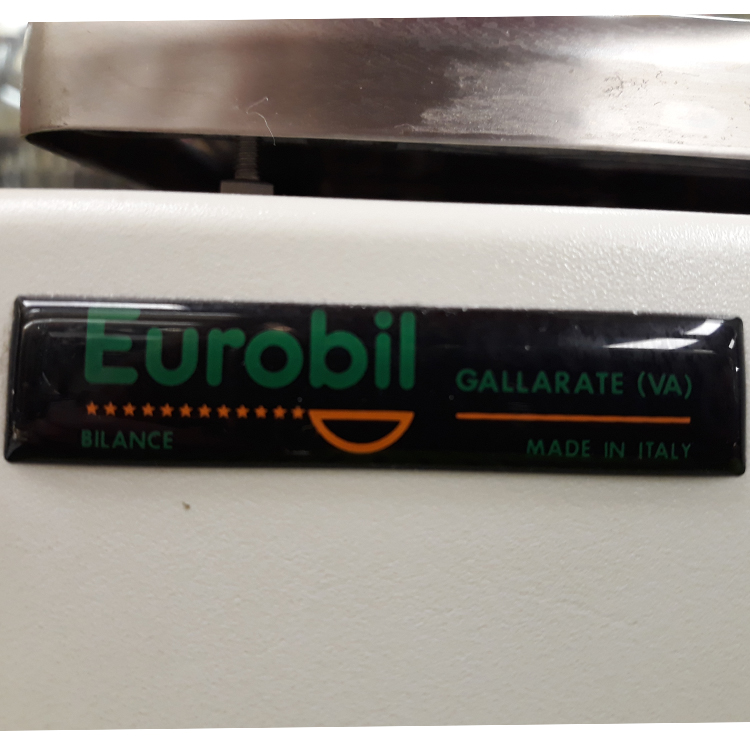 Eurobil
GALLARATE (VA)
BILANCE
MADE IN ITALY